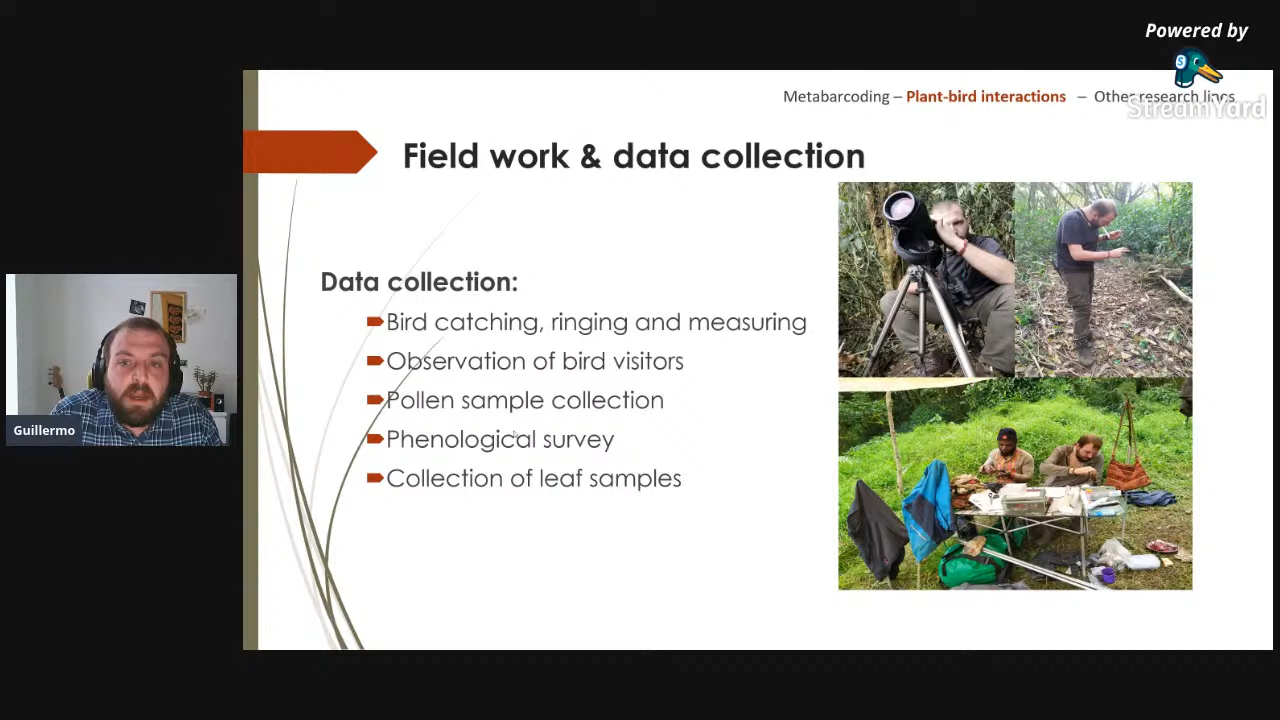 Powered by
StreamYard
Metabarcoding – Plant-bird interactions – Other research lines
Field work & data collection
Data collection:
Bird catching, ringing and measuring
Observation of bird visitors
Pollen sample collection
Phenological survey
Collection of leaf samples
Guillermo